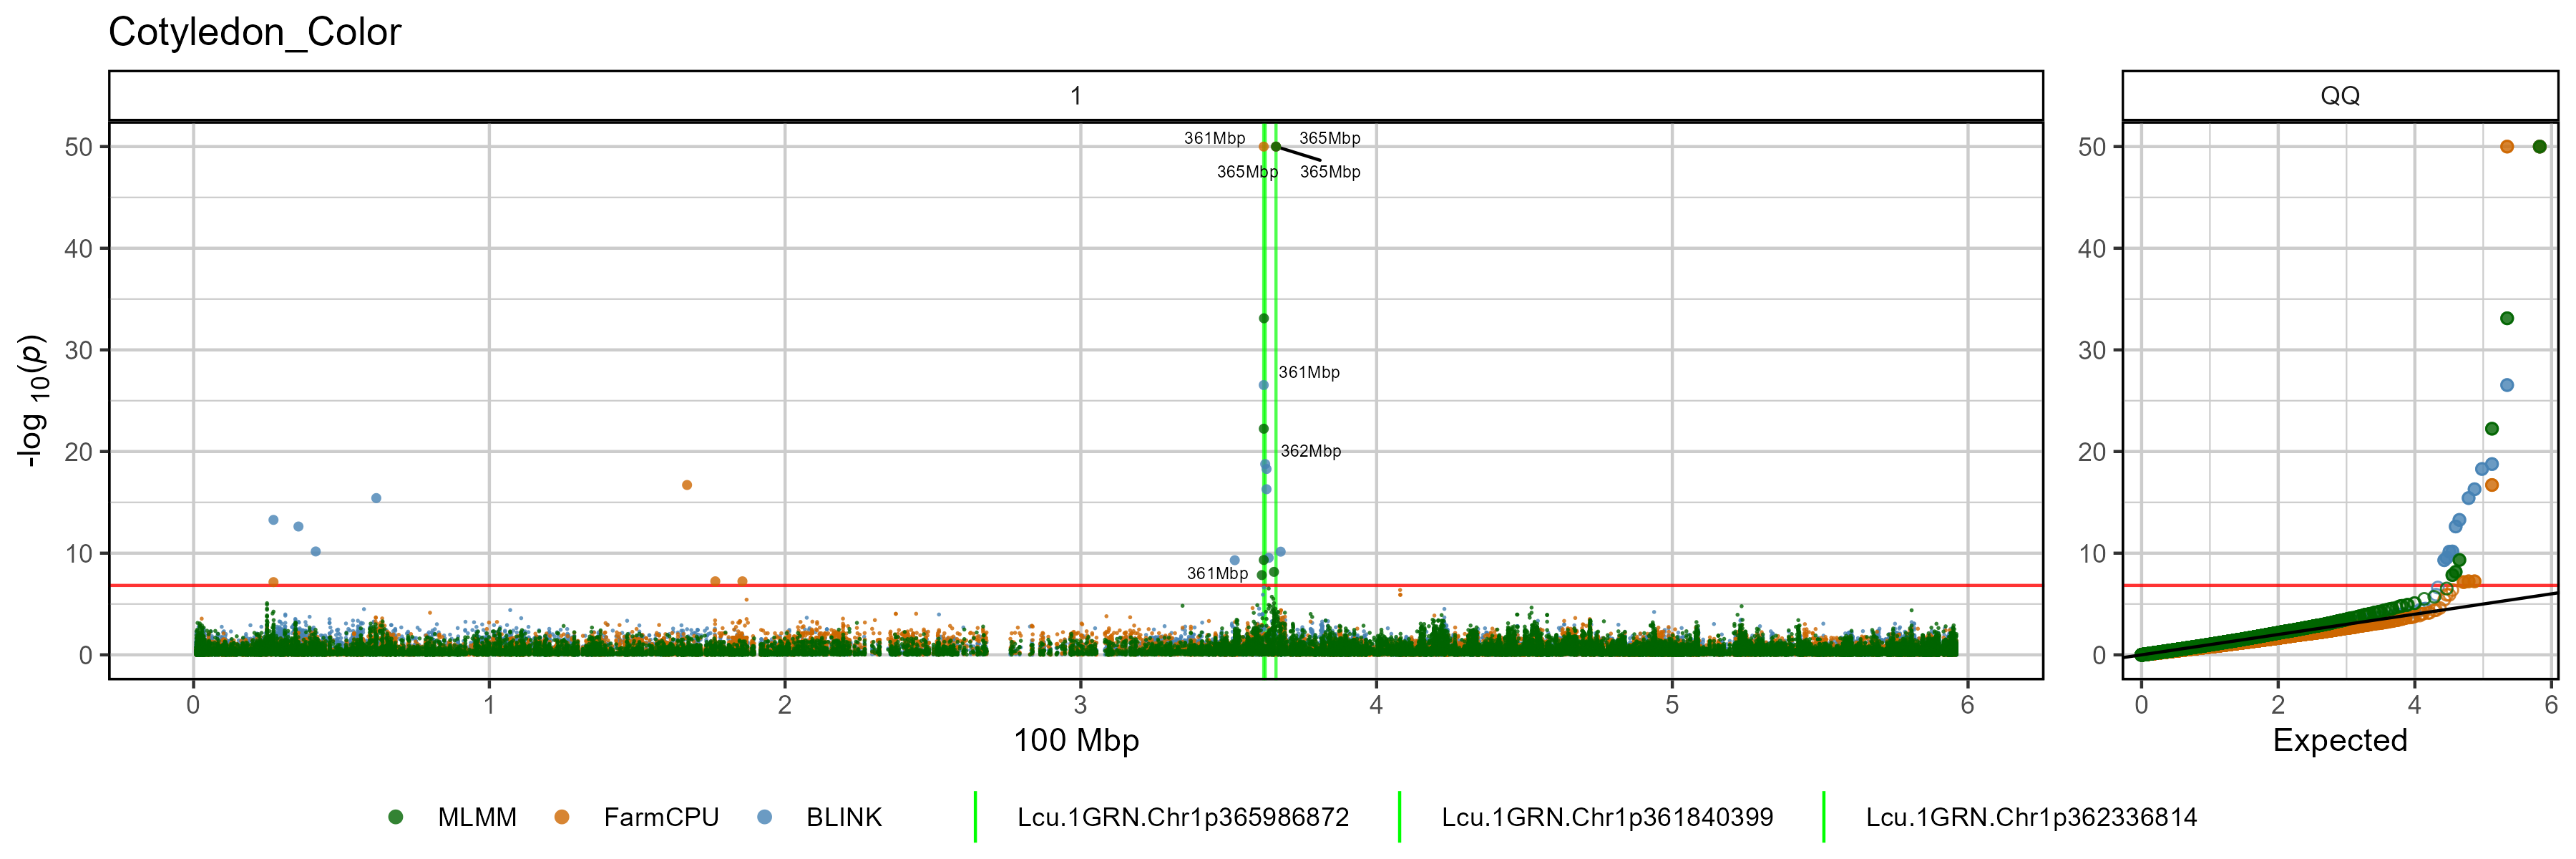 Cotyledon_Color
1
QQ
-log 10(p)
50
40
30
20
10
0
361Mbp
365Mbp
365Mbp
365Mbp
361Mbp
362Mbp
361Mbp
50
40
30
20
10
0
0 1 2 3 4 5 6
0 2 4 6
100 Mbp
Expected
MLMM FarmCPU BLINK Lcu.1GRN.Chr1p365986872 Lcu.1GRN.Chr1p361840399 Lcu.1GRN.Chr1p362336814